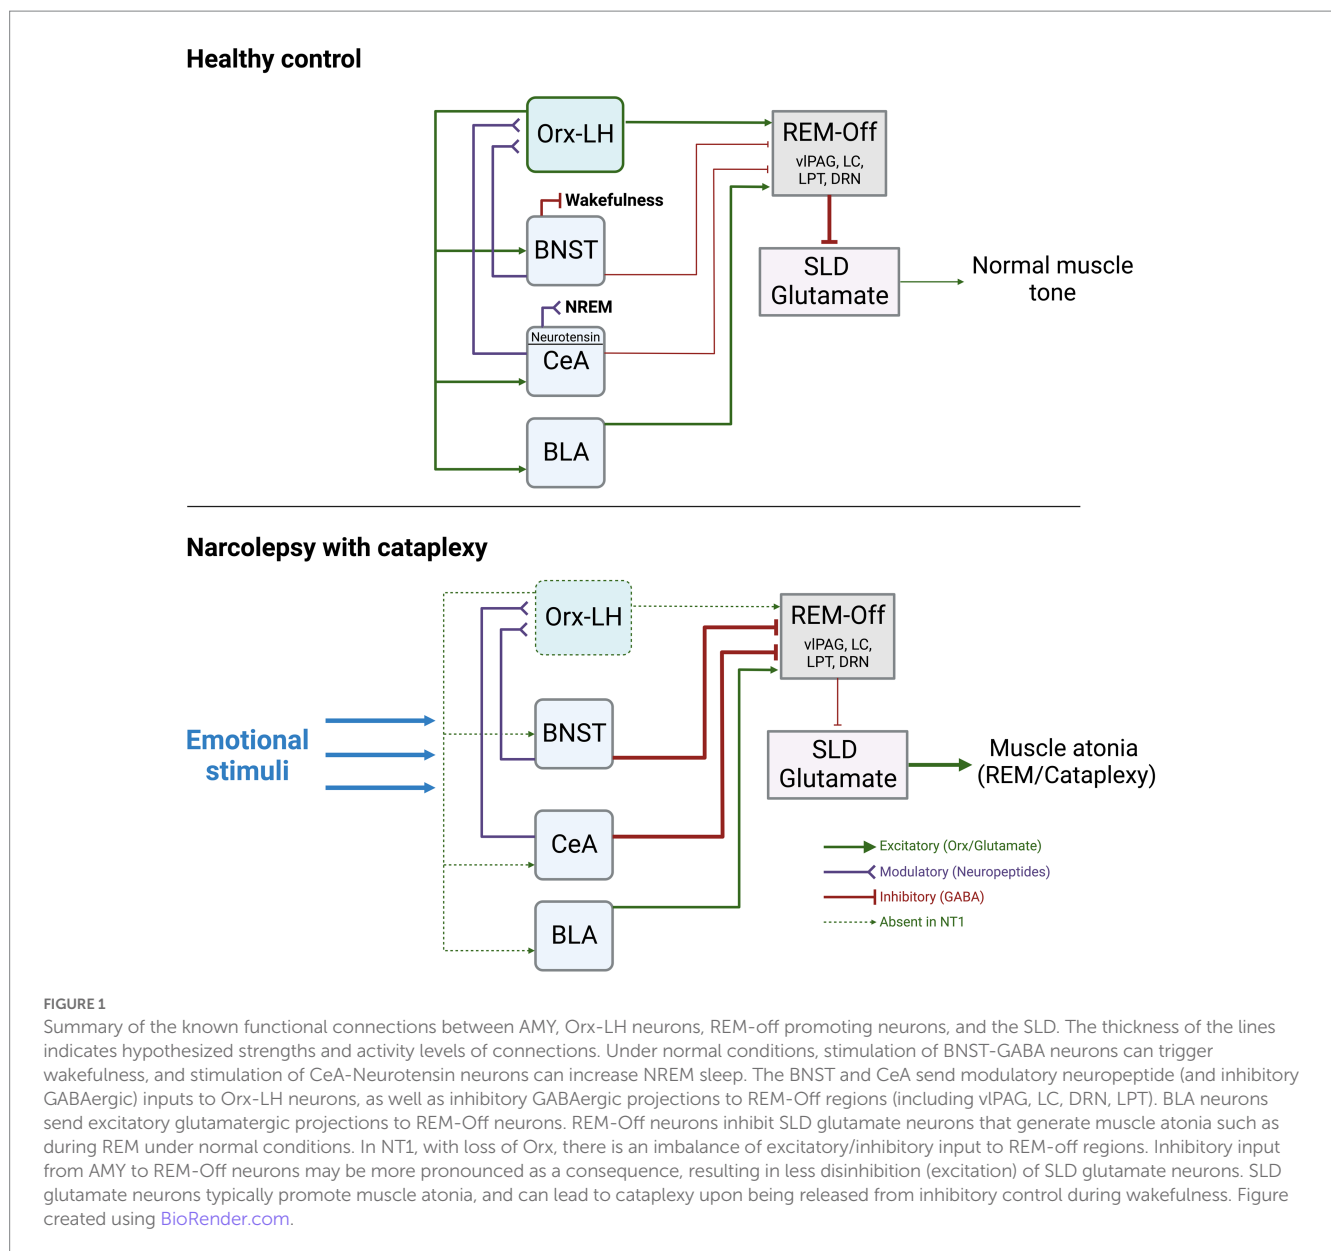 Healthy control
Orx-LH
REM-Off
vlPAG, LC,
LPT, DRN
Wakefulness
BNST
SLD
Glutamate
Normal muscle
tone
NREM
Neurotensin
CeA
BLA
Narcolepsy with cataplexy
Orx-LH
REM-Off
vlPAG, LC,
LPT, DRN
Emotional
stimuli
BNST
SLD
Glutamate
Muscle atonia
(REM/Cataplexy)
CeA
BLA
Excitatory (Orx/Glutamate)
Modulatory (Neuropeptides)
Inhibitory (GABA)
Absent in NT1
FIGURE 1
Summary of the known functional connections between AMY, Orx-LH neurons, REM-off promoting neurons, and the SLD. The thickness of the lines
indicates hypothesized strengths and activity levels of connections. Under normal conditions, stimulation of BNST-GABA neurons can trigger
wakefulness, and stimulation of CeA-Neurotensin neurons can increase NREM sleep. The BNST and CeA send modulatory neuropeptide (and inhibitory
GABAergic) inputs to Orx-LH neurons, as well as inhibitory GABAergic projections to REM-Off regions (including vlPAG, LC, DRN, LPT). BLA neurons
send excitatory glutamatergic projections to REM-Off neurons. REM-Off neurons inhibit SLD glutamate neurons that generate muscle atonia such as
during REM under normal conditions. In NT1, with loss of Orx, there is an imbalance of excitatory/inhibitory input to REM-off regions. Inhibitory input
from AMY to REM-Off neurons may be more pronounced as a consequence, resulting in less disinhibition (excitation) of SLD glutamate neurons. SLD
glutamate neurons typically promote muscle atonia, and can lead to cataplexy upon being released from inhibitory control during wakefulness. Figure
created using BioRender.com.